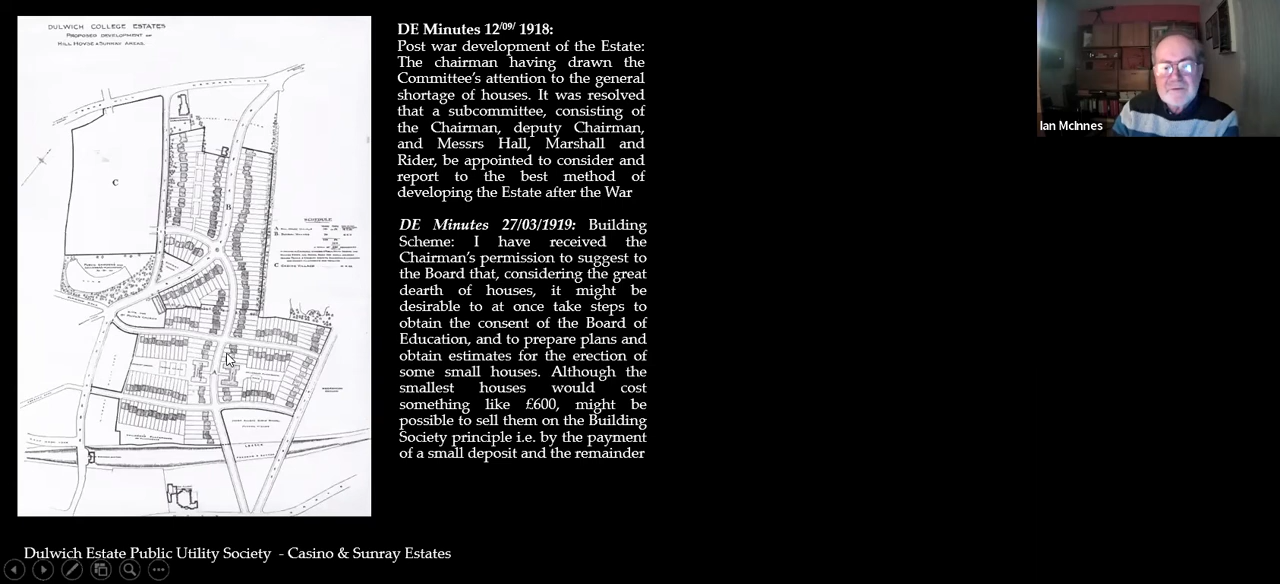 DULWICH COLLEGE ESTATES
PROPOSED DEVELOPMENT OF
HILL HOUSE & SUNRAY AREAS.
C
B
A
SCHEDULE
C CASINO VILLAGE
DE Minutes 12/09/ 1918:
Post war development of the Estate:
The chairman having drawn the
Committee's attention to the general
shortage of houses. It was resolved
that a subcommittee, consisting of
the Chairman, deputy Chairman,
and Messrs Hall, Marshall and
Rider, be appointed to consider and
report to the best method of
developing the Estate after the War
DE Minutes 27/03/1919: Building
Scheme: I have received the
Chairman's permission to suggest to
the Board that, considering the great
dearth of houses, it might be
desirable to at once take steps to
obtain the consent of the Board of
Education, and to prepare plans and
obtain estimates for the erection of
some small houses. Although the
smallest houses would cost
something like £600, might be
possible to sell them on the Building
Society principle i.e. by the payment
of a small deposit and the remainder
Ian McInnes
Dulwich Estate Public Utility Society - Casino & Sunray Estates